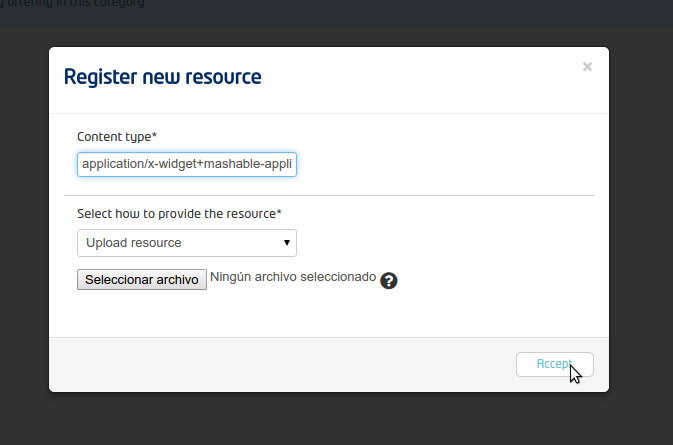 g offering in this category
Register new resource
×
Content type*
application/x-widget+mashable-appli
Select how to provide the resource*
Upload resource
Seleccionar archivo Ningún archivo seleccionado ?
Accept